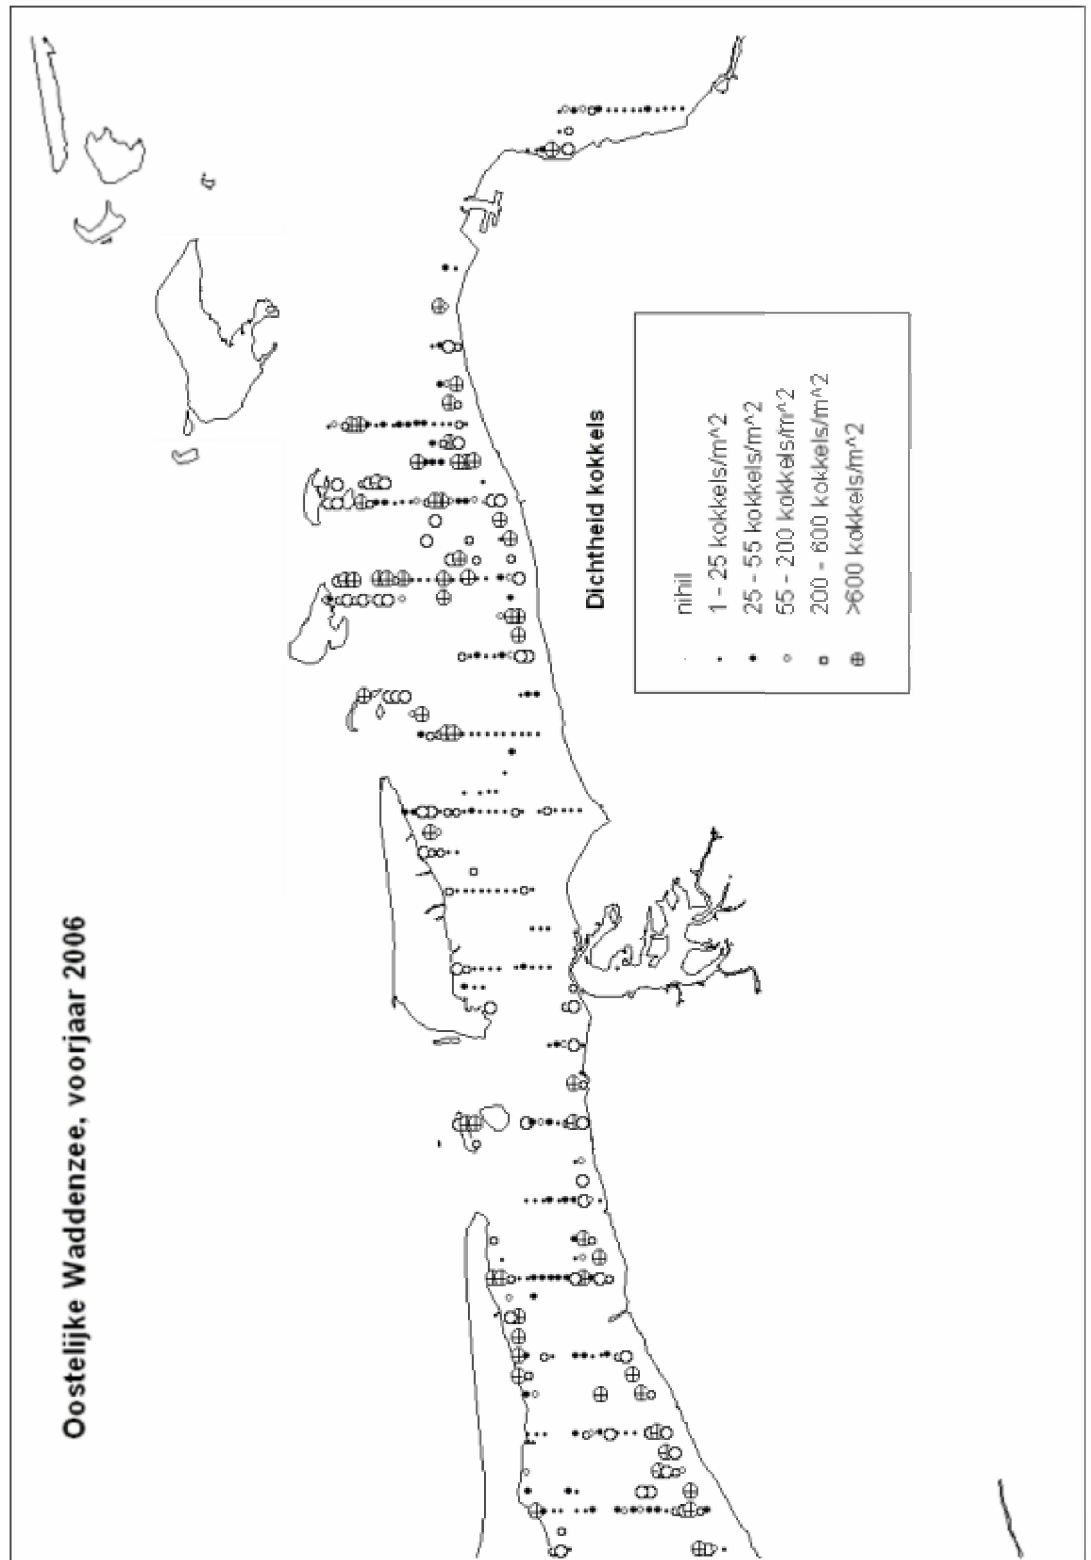 Oostelijke Waddenzee, voorjaar 2006
Dichtheid kokkels
nihil
1 - 25 kokkels/m^2
25 - 55 kokkels/m^2
55 - 200 kokkels/m^2
200 - 600 kokkels/m^2
>600 kokkels/m^2